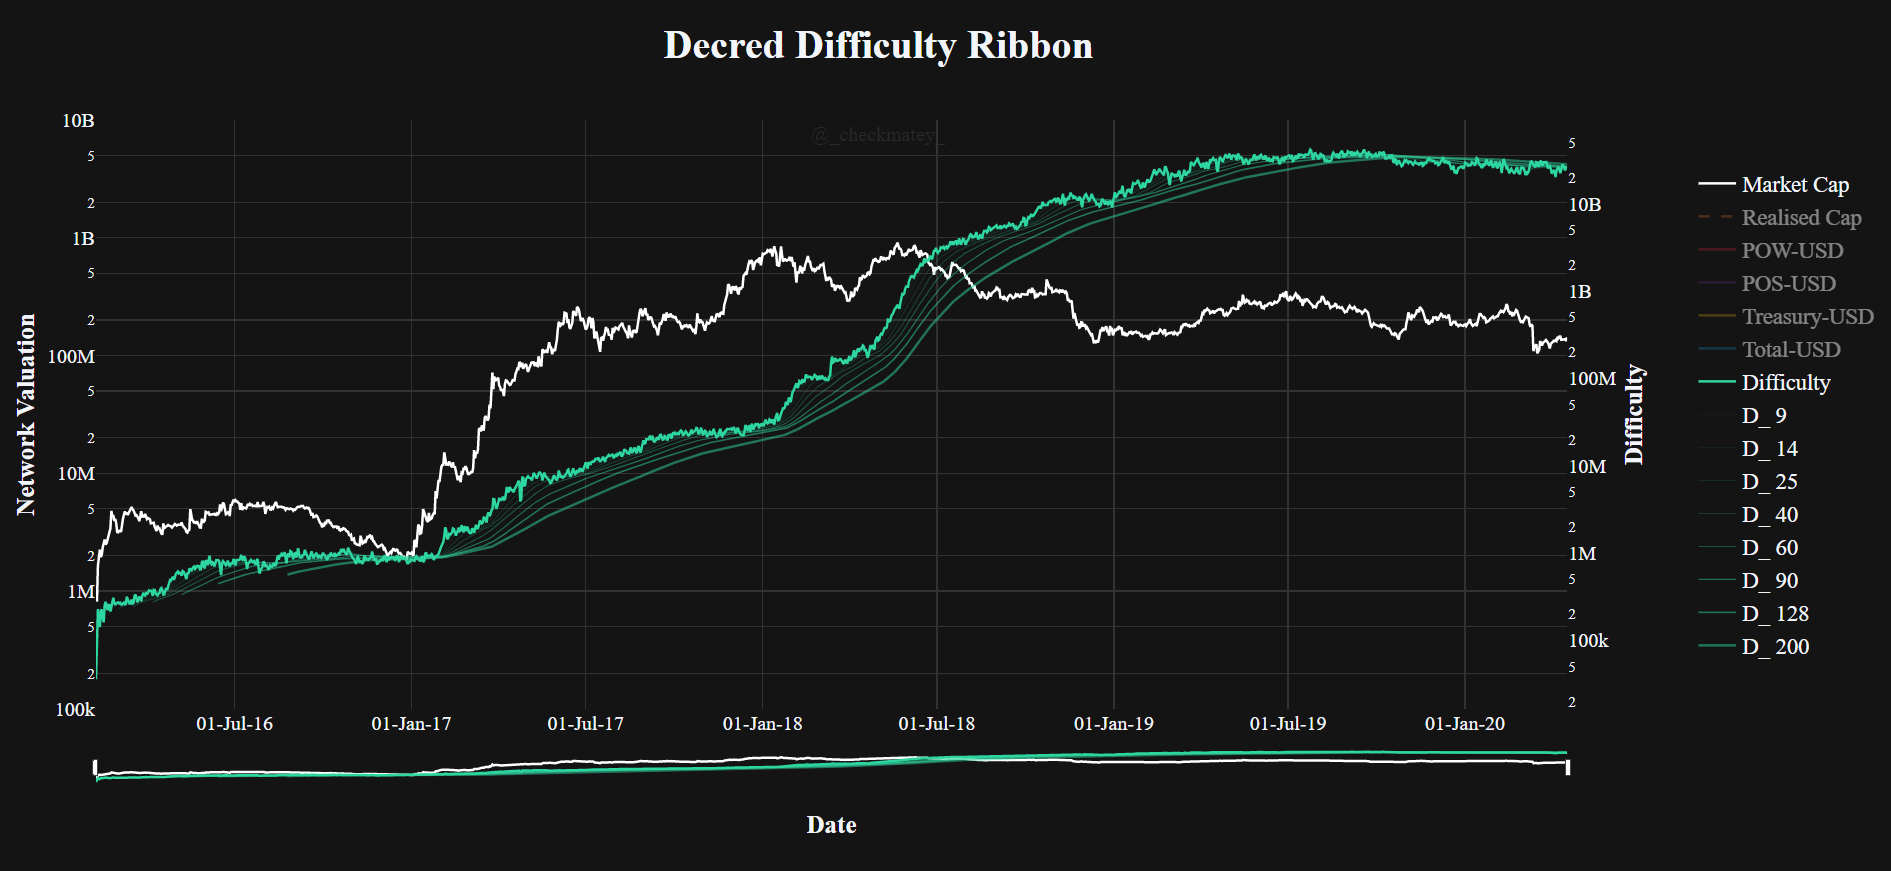 Decred Difficulty Ribbon
@_checkmatey_
10B
5
2
1B
5
2
100M
5
2
10M
5
2
1M
5
2
100k
Network Valuation
5
2
10B
5
2
1B
5
2
100M
5
2
10M
5
2
1M
5
2
100k
5
2
Difficulty
01-Jul-16 01-Jan-17 01-Jul-17 01-Jan-18 01-Jul-18 01-Jan-19 01-Jul-19 01-Jan-20
Date
Market Cap
Realised Cap
POW-USD
POS-USD
Treasury-USD
Total-USD
Difficulty
D_ 9
D_ 14
D_ 25
D_ 40
D_ 60
D_ 90
D_ 128
D_ 200